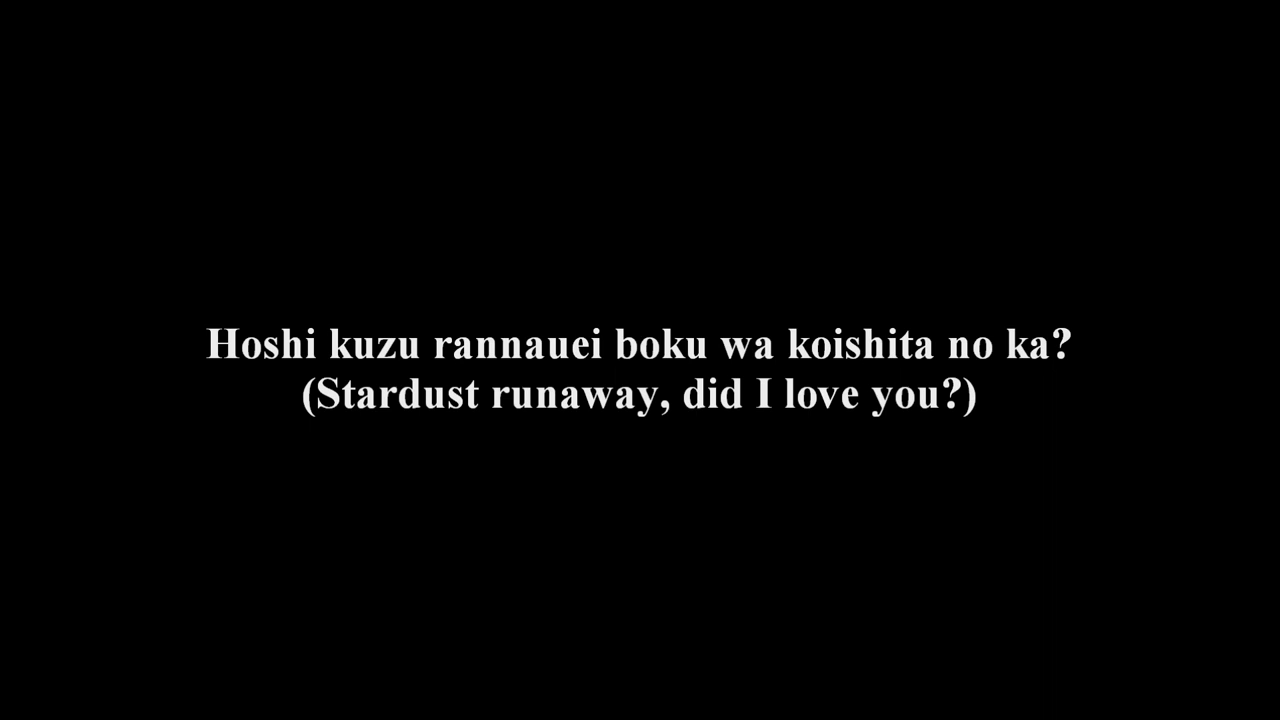 Hoshi kuzu rannauei boku wa koishita no ka?
(Stardust runaway, did I love you?)